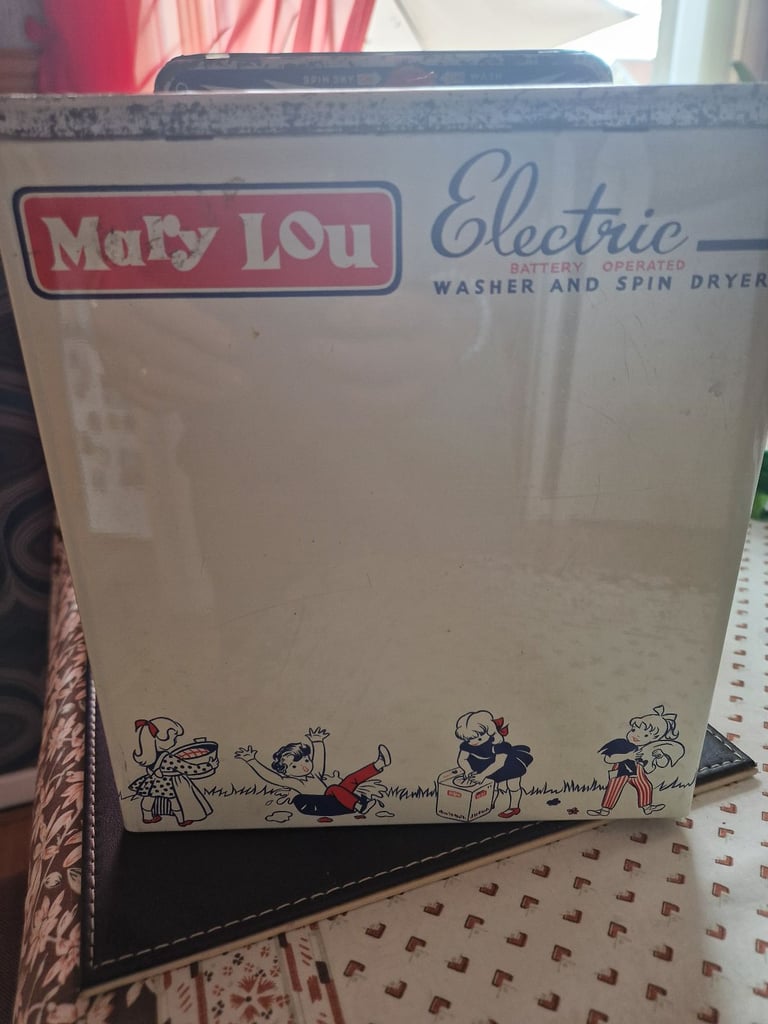 SPIN DRY
WASH
Mary Lou
Electric
BATTERY OPERATED
WASHER AND SPIN DRYER